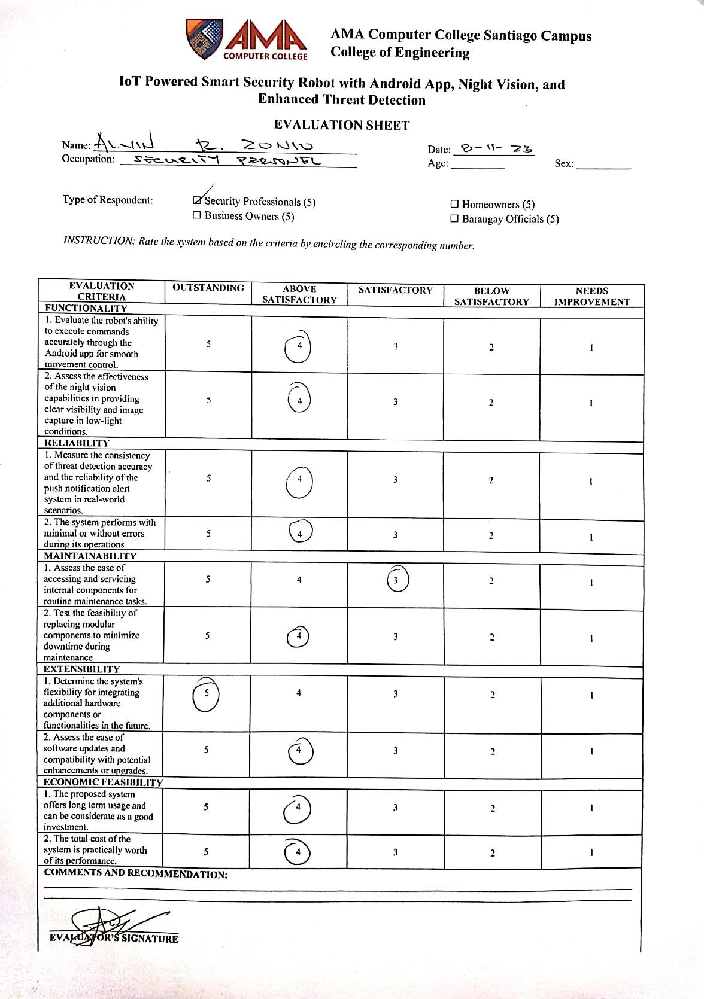 AMA
COMPUTER COLLEGE
AMA Computer College Santiago Campus
College of Engineering
IoT Powered Smart Security Robot with Android App, Night Vision, and
Enhanced Threat Detection
EVALUATION SHEET
Name: ALVIN R. ZONIO
Date: 8-11-23
Occupation: SECURITY PERSONEL
Age:
Sex:
Type of Respondent:
Security Professionals (5)
Homeowners (5)
Business Owners (5)
Barangay Officials (5)
INSTRUCTION: Rate the system based on the criteria by encircling the corresponding number.
EVALUATION
CRITERIA
OUTSTANDING
ABOVE
SATISFACTORY
SATISFACTORY
BELOW
SATISFACTORY
NEEDS
IMPROVEMENT
FUNCTIONALITY
1. Evaluate the robot's ability
to execute commands
accurately through the
Android app for smooth
movement control.
5 4 3 2 1
2. Assess the effectiveness
of the night vision
capabilities in providing
clear visibility and image
capture in low-light
conditions.
5 4 3 2 1
RELIABILITY
1. Measure the consistency
of threat detection accuracy
and the reliability of the
push notification alert
system in real-world
scenarios.
5 4 3 2 1
2. The system performs with
minimal or without errors
during its operations
5 4 3 2 1
MAINTAINABILITY
1. Assess the ease of
accessing and servicing
internal components for
routine maintenance tasks.
5 4 3 2 1
2. Test the feasibility of
replacing modular
components to minimize
downtime during
maintenance
5 4 3 2 1
EXTENSIBILITY
1. Determine the system's
flexibility for integrating
additional hardware
components or
functionalities in the future.
5 4 3 2 1
2. Assess the ease of
software updates and
compatibility with potential
enhancements or upgrades.
5 4 3 2 1
ECONOMIC FEASIBILITY
1. The proposed system
offers long term usage and
can be considerate as a good
investment.
5 4 3 2 1
2. The total cost of the
system is practically worth
of its performance.
5 4 3 2 1
COMMENTS AND RECOMMENDATION:
EVALUATOR'S SIGNATURE